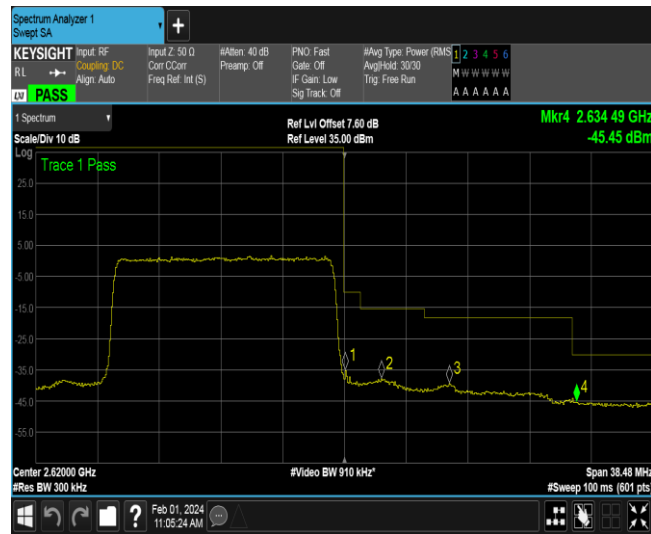 Spectrum Analyzer 1
Swept SA
KEYSIGHT
RL
LXI PASS
Input: RF
Coupling: DC
Align: Auto
Input Z: 50 Ω
Corr CCorr
Freq Ref: Int (S)
#Atten: 40 dB
Preamp: Off
PNO: Fast
Gate: Off
IF Gain: Low
Sig Track: Off
#Avg Type: Power (RMS
Avg|Hold: 30/30
Trig: Free Run
1 2 3 4 5 6
M W W W W W
A A A A A A
1 Spectrum
Scale/Div 10 dB
Ref Lvl Offset 7.60 dB
Ref Level 35.00 dBm
Mkr4 2.634 49 GHz
-45.45 dBm
Log
Trace 1 Pass
25.0
15.0
5.00
-5.00
-15.0
-25.0
-35.0
-45.0
-55.0
1
2
3
4
Center 2.62000 GHz
#Res BW 300 kHz
#Video BW 910 kHz*
Span 38.48 MHz
#Sweep 100 ms (601 pts
?
Feb 01, 2024
11:05:24 AM